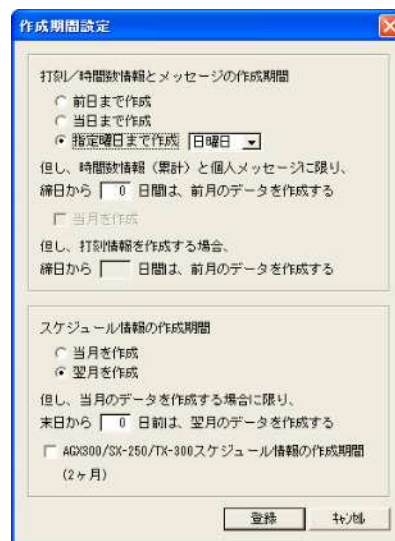 作成期間設定
打刻/時間数情報とメッセージの作成期間
前日まで作成
当日まで作成
指定曜日まで作成 日曜日
但し、時間数情報(累計)と個人メッセージに限り、
締日から 0 日間は、前月のデータを作成する
当月を作成
但し、打刻情報を作成する場合、
締日から 日間は、前月のデータを作成する
スケジュール情報の作成期間
当月を作成
翌月を作成
但し、当月のデータを作成する場合に限り、
末日から 0 日前は、翌月のデータを作成する
AGX300/SX-250/TX-300スケジュール情報の作成期間
(2ヶ月)
登録 キャンセル